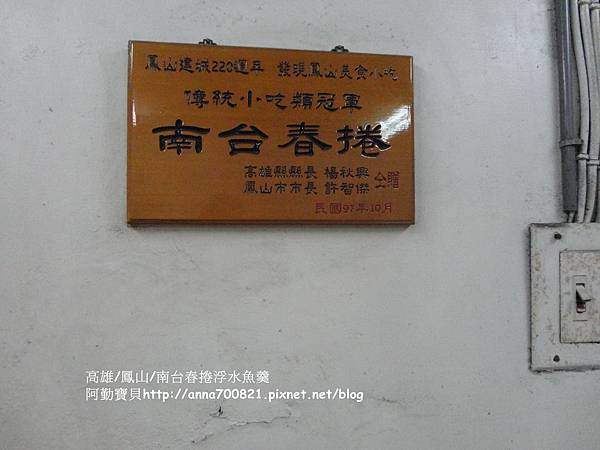 鳳山建城220週年 發現鳳山美食小吃
傳統小吃類冠軍
南台春捲
高雄縣縣長 楊秋興
鳳山市市長 許智傑
仝贈
民國97年10月
高雄/鳳山/南台春捲浮水魚羹
阿勤寶貝http://anna700821.pixnet.net/blog